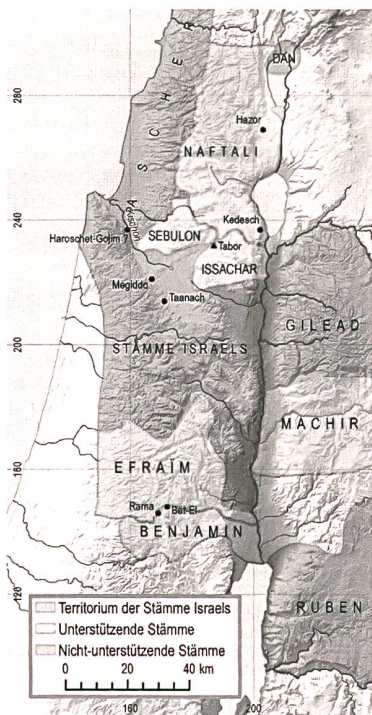 ASCHER
DAN
280
Hazor
NAFTALI
240
Kischon
Kedesch
Haroschet-Gojim ?
SEBULON
Tabor
ISSACHAR
Megiddo
Taanach
GILEAD
200
STÄMME ISRAELS
MACHIR
160
EFRAÏM
Rama
Bet-El
BENJAMIN
120
RUBEN
Territorium der Stämme Israels
Unterstützende Stämme
Nicht-unterstützende Stämme
0 20 40 km
160
200